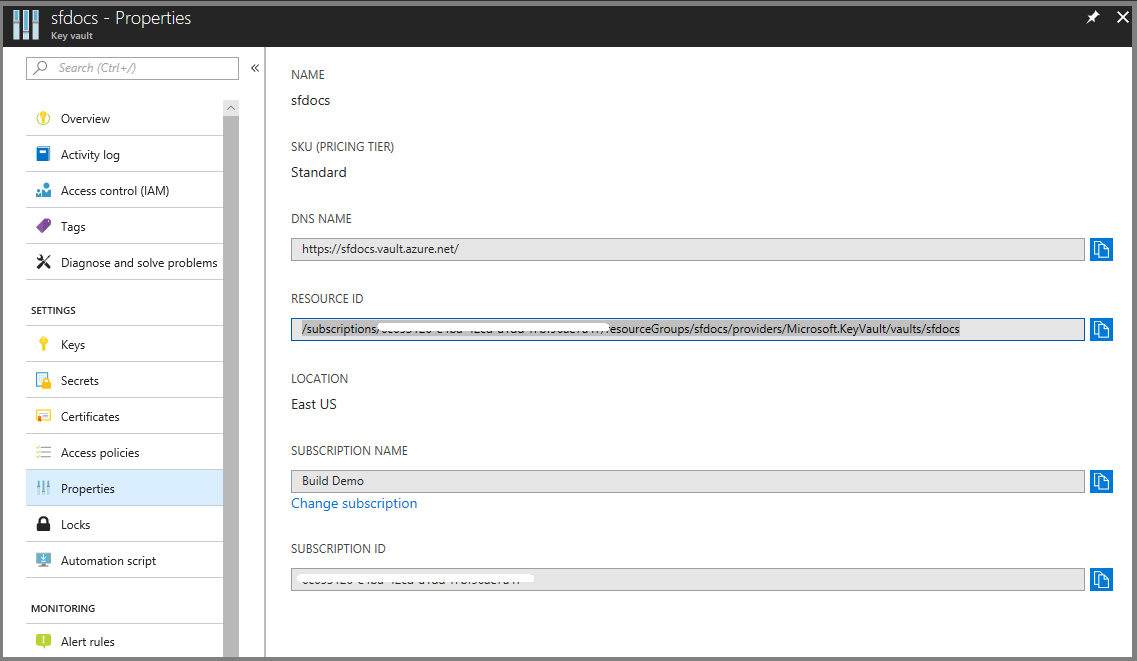 sfdocs - Properties
Key vault
Search (Ctrl+/)
Overview
Activity log
Access control (IAM)
Tags
Diagnose and solve problems
SETTINGS
Keys
Secrets
Certificates
Access policies
Properties
Locks
Automation script
MONITORING
Alert rules
NAME
sfdocs
SKU (PRICING TIER)
Standard
DNS NAME
https://sfdocs.vault.azure.net/
RESOURCE ID
/subscriptions/ resourceGroups/sfdocs/providers/Microsoft.KeyVault/vaults/sfdocs
LOCATION
East US
SUBSCRIPTION NAME
Build Demo
Change subscription
SUBSCRIPTION ID